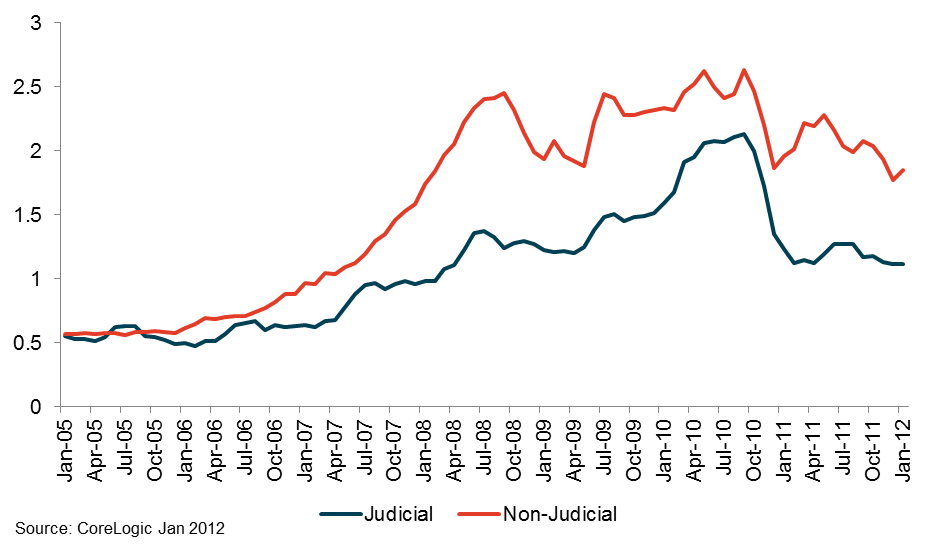 3
2.5
2
1.5
1
0.5
0
Jan-05
Apr-05
Jul-05
Oct-05
Jan-06
Apr-06
Jul-06
Oct-06
Jan-07
Apr-07
Jul-07
Oct-07
Jan-08
Apr-08
Jul-08
Oct-08
Jan-09
Apr-09
Jul-09
Oct-09
Jan-10
Apr-10
Jul-10
Oct-10
Jan-11
Apr-11
Jul-11
Oct-11
Jan-12
Judicial Non-Judicial
Source: CoreLogic Jan 2012